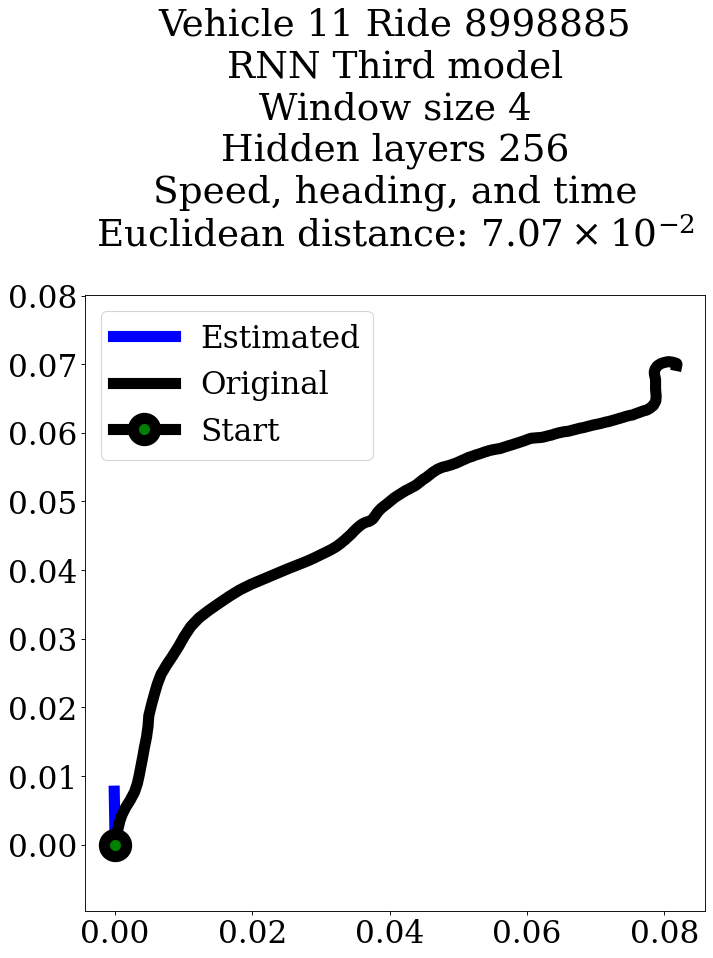 Vehicle 11 Ride 8998885
RNN Third model
Window size 4
Hidden layers 256
Speed, heading, and time
Euclidean distance: 7.07 × 10⁻²
0.08
0.07
0.06
0.05
0.04
0.03
0.02
0.01
0.00
Estimated
Original
Start
0.00 0.02 0.04 0.06 0.08